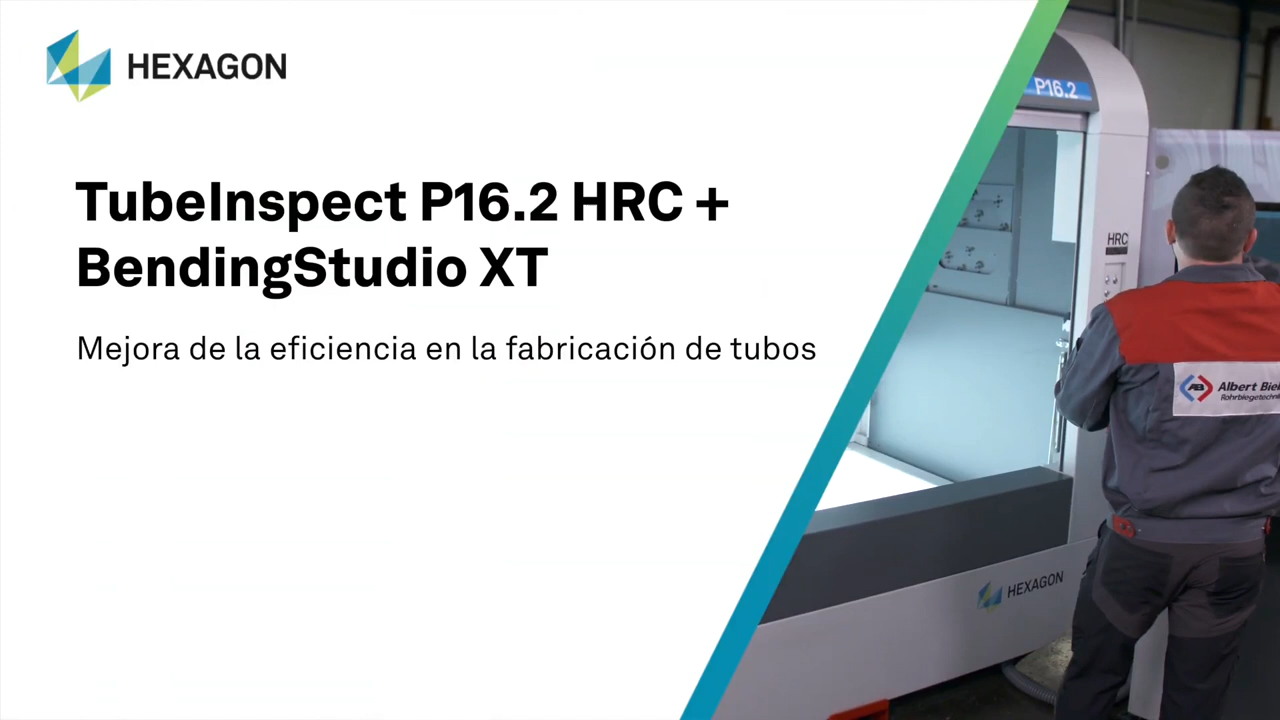 HEXAGON
TubeInspect P16.2 HRC +
BendingStudio XT
Mejora de la eficiencia en la fabricación de tubos
P16.2
HRC
AB
Albert
HEXAGON